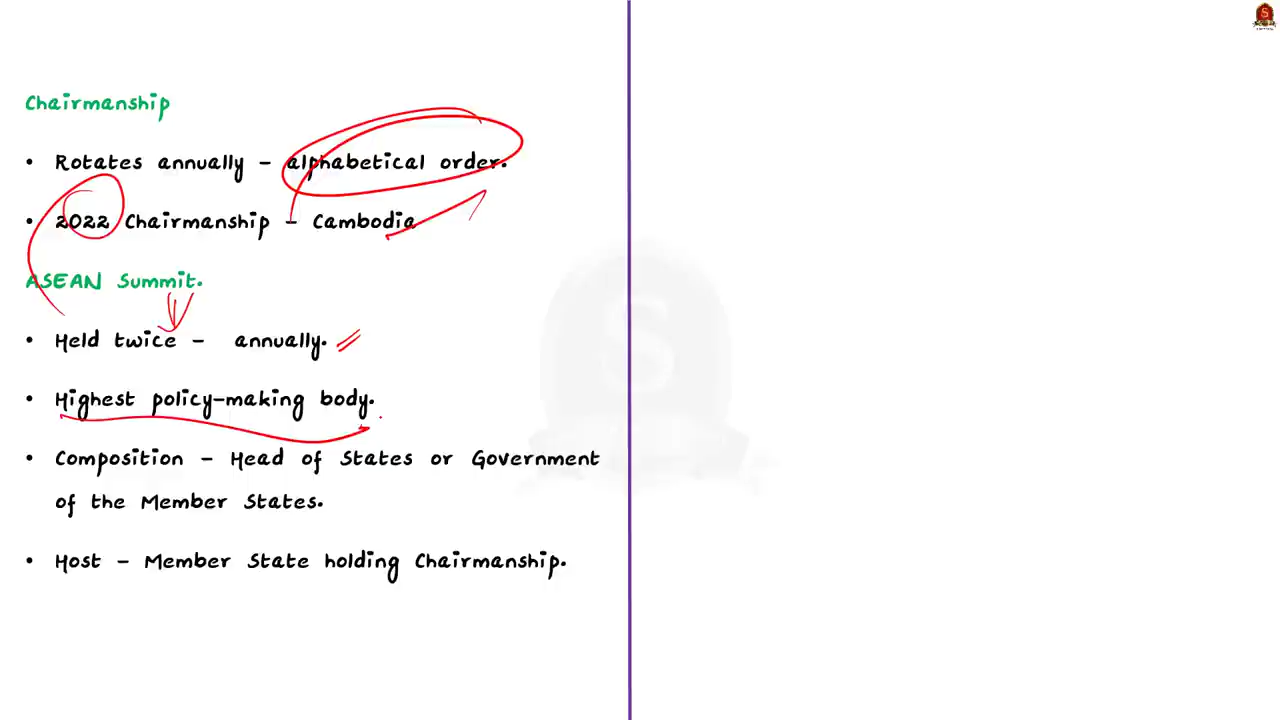 Chairmanship
• Rotates annually - alphabetical order.
• 2022 Chairmanship - Cambodia
ASEAN Summit.
• Held twice - annually.
• Highest policy-making body.
• Composition - Head of States or Government
of the Member States.
• Host - Member State holding Chairmanship.